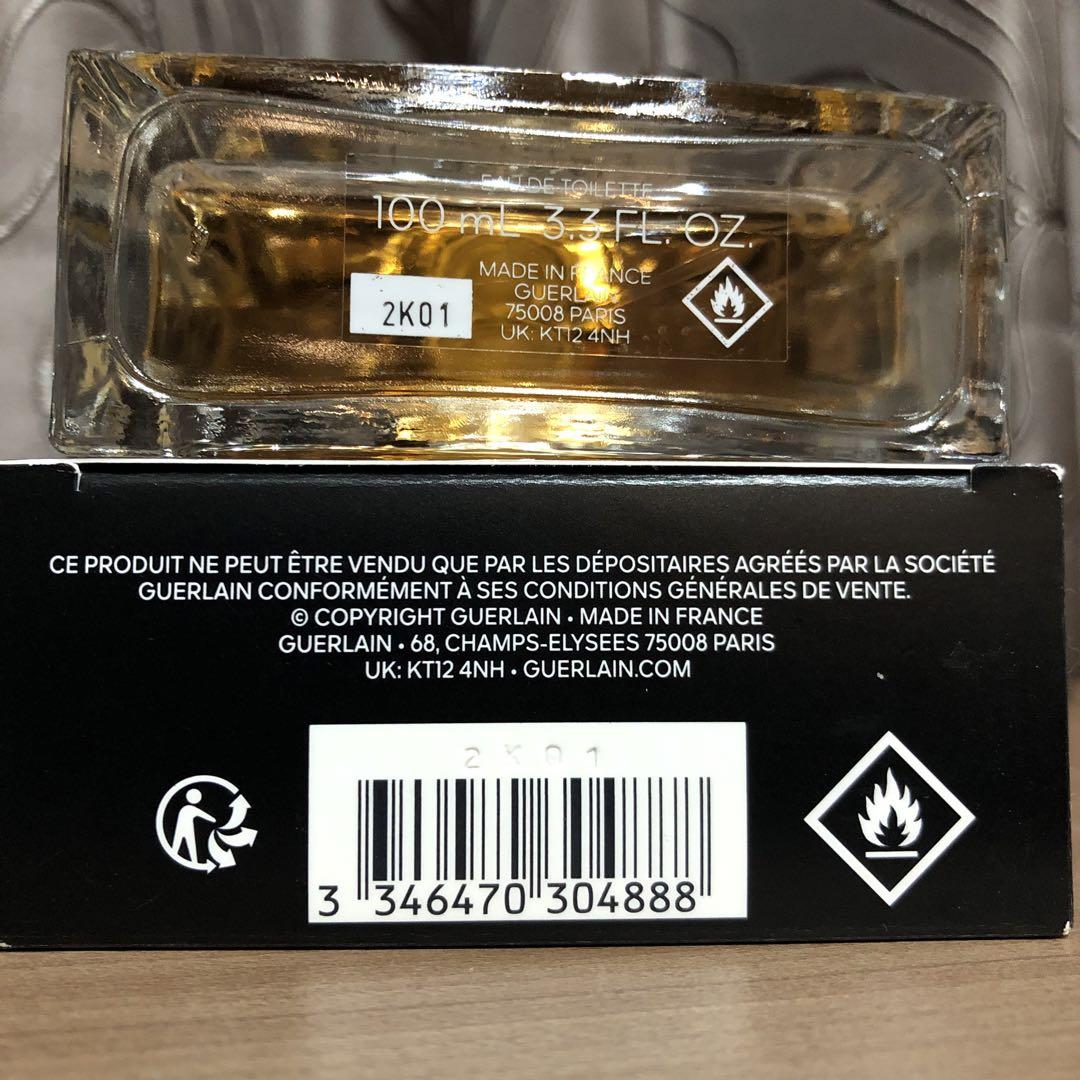 EAU DE TOILETTE
100 mL 3.3 FL. OZ.
MADE IN FRANCE
GUERLAIN
75008 PARIS
UK: KT12 4NH
2K01
CE PRODUIT NE PEUT ÊTRE VENDU QUE PAR LES DÉPOSITAIRES AGRÉÉS PAR LA SOCIÉTÉ
GUERLAIN CONFORMÉMENT À SES CONDITIONS GÉNÉRALES DE VENTE.
© COPYRIGHT GUERLAIN • MADE IN FRANCE
GUERLAIN • 68, CHAMPS-ELYSEES 75008 PARIS
UK: KT12 4NH • GUERLAIN.COM
2K01
3 346470 304888